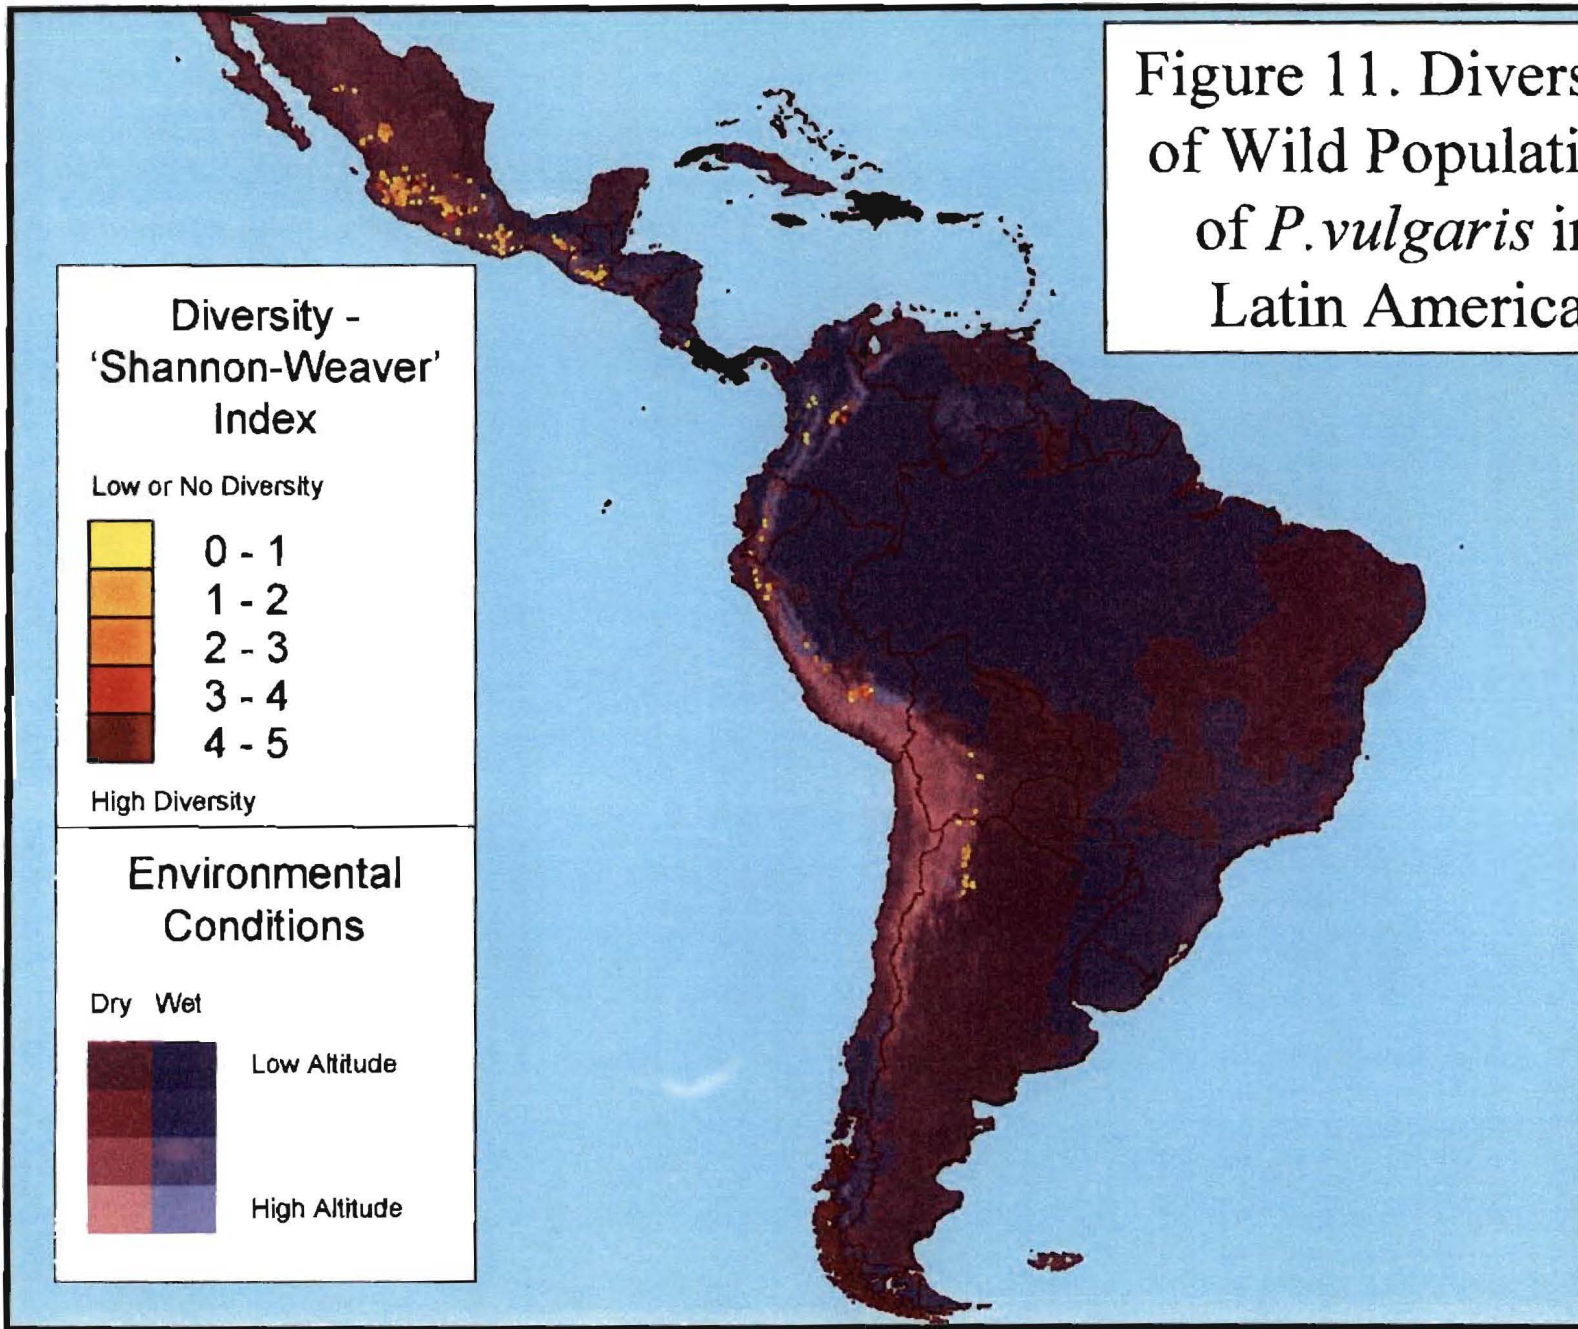 Figure 11. Divers
of Wild Populati
of P.vulgaris in
Latin America
Diversity -
‘Shannon-Weaver’
Index
Low or No Diversity
0 - 1
1 - 2
2 - 3
3 - 4
4 - 5
High Diversity
Environmental
Conditions
Dry Wet
Low Altitude
High Altitude